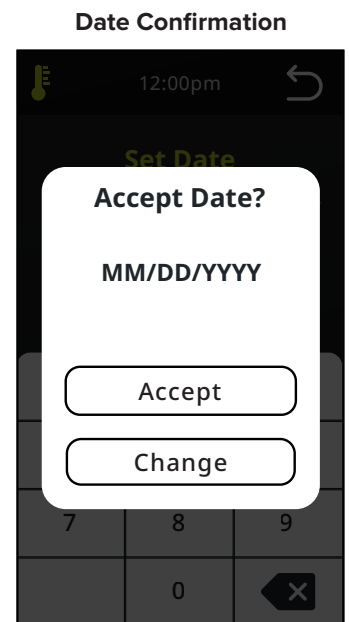 Date Confirmation
12:00pm
Set Date
Accept Date?
MM/DD/YYYY
Accept
Change
7 8 9
0